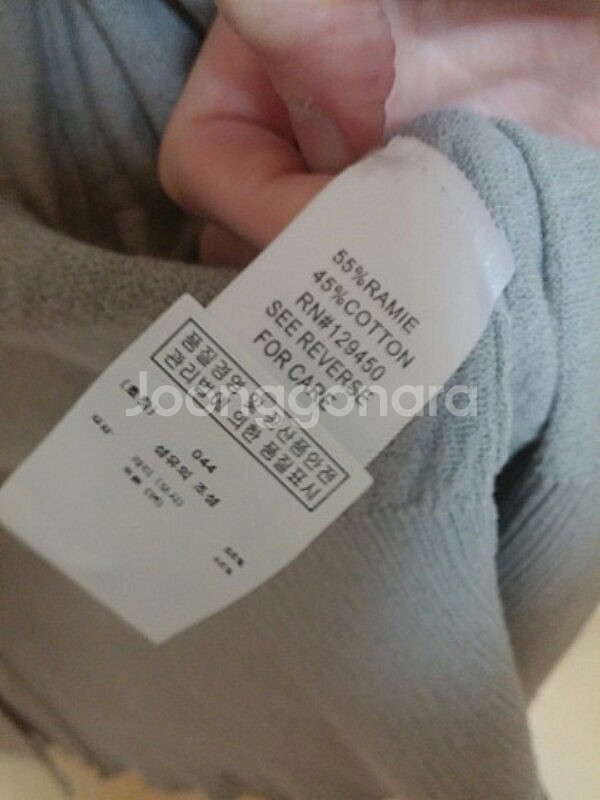 55%RAMIE
45%COTTON
RN#129450
SEE REVERSE
FOR CARE
Joonggonara
품질경영 및 공산품안전
관리법에 의한 품질표시
044
섬유의 조성